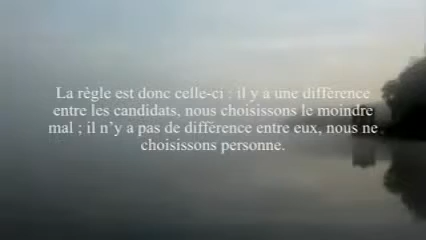 La règle est donc celle-ci : il y a une différence
entre les candidats, nous choisissons le moindre
mal ; il n’y a pas de différence entre eux, nous ne
choisissons personne.